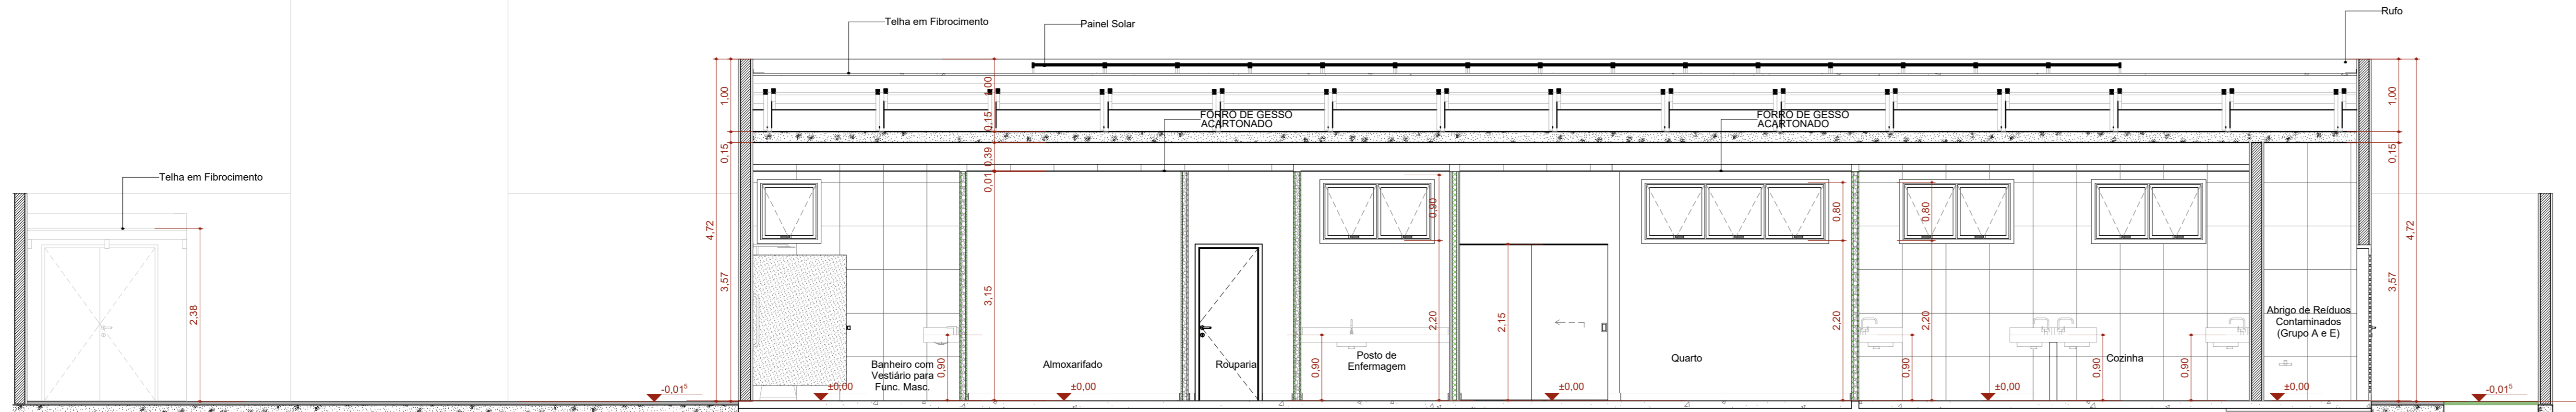 Telha em Fibrocimento
Painel Solar
Rufo
1,00
1,00
1,00
FORRO DE GESSO
ACARTONADO
FORRO DE GESSO
ACARTONADO
0,15
0,15
0,15
0,39
0,01
Telha em Fibrocimento
4,72
3,57
2,38
3,15
0,90
2,20
2,15
0,80
2,20
0,80
2,20
4,72
3,57
Abrigo de Reíduos
Contaminados
(Grupo A e E)
Banheiro com
Vestiário para
Func. Masc.
0,90
Almoxarifado
Rouparia
0,90
Posto de
Enfermagem
Quarto
0,90
Cozinha
0,90
0,90
-0,01⁵
±0,00
±0,00
±0,00
±0,00
±0,00
-0,01⁵